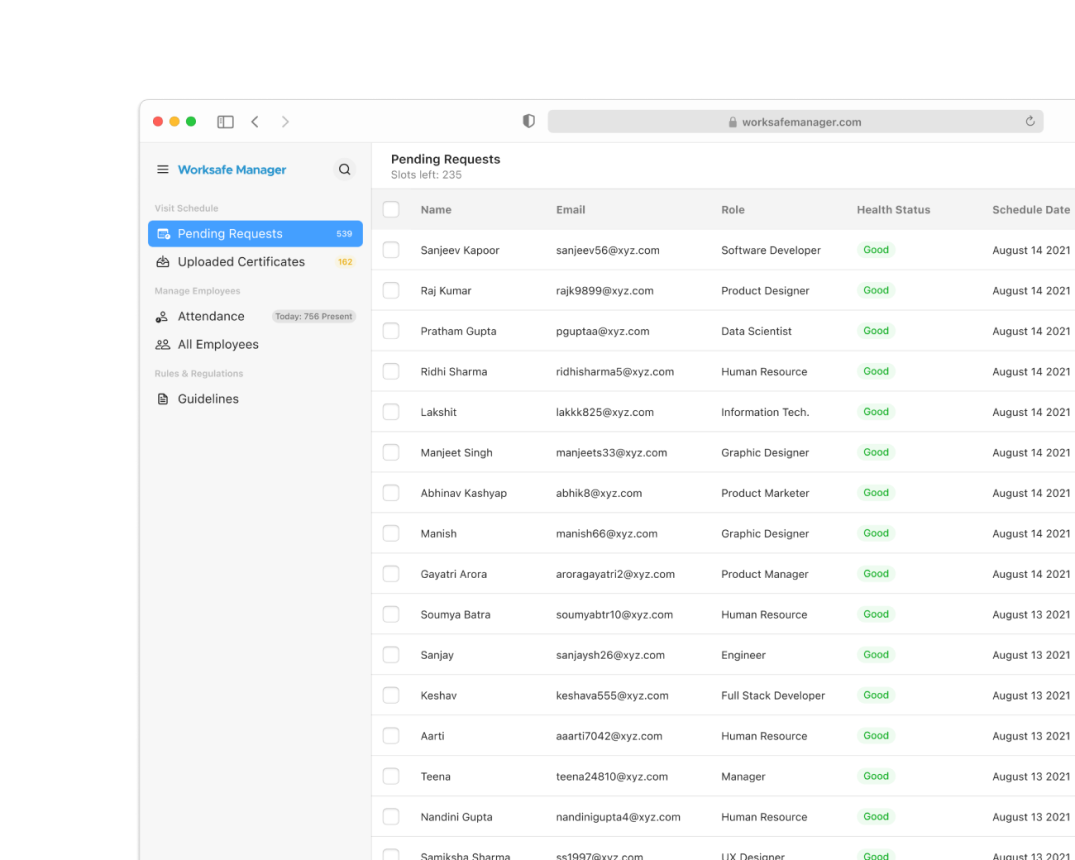 worksafemanager.com
Worksafe Manager
Visit Schedule
Pending Requests 539
Uploaded Certificates 162
Manage Employees
Attendance Today: 756 Present
All Employees
Rules & Regulations
Guidelines
Pending Requests
Slots left: 235
Name Email Role Health Status Schedule Date
Sanjeev Kapoor sanjeev56@xyz.com Software Developer Good August 14 2021
Raj Kumar rajk9899@xyz.com Product Designer Good August 14 2021
Pratham Gupta pguptaa@xyz.com Data Scientist Good August 14 2021
Ridhi Sharma ridhisharma5@xyz.com Human Resource Good August 14 2021
Lakshit lakkk825@xyz.com Information Tech. Good August 14 2021
Manjeet Singh manjeets33@xyz.com Graphic Designer Good August 14 2021
Abhinav Kashyap abhik8@xyz.com Product Marketer Good August 14 2021
Manish manish66@xyz.com Graphic Designer Good August 14 2021
Gayatri Arora aroragayatri2@xyz.com Product Manager Good August 14 2021
Soumya Batra soumyabtr10@xyz.com Human Resource Good August 13 2021
Sanjay sanjaysh26@xyz.com Engineer Good August 13 2021
Keshav keshava555@xyz.com Full Stack Developer Good August 13 2021
Aarti aaarti7042@xyz.com Human Resource Good August 13 2021
Teena teena24810@xyz.com Manager Good August 13 2021
Nandini Gupta nandinigupta4@xyz.com Human Resource Good August 13 2021
Samiksha Sharma ss1997@xyz.com UX Designer Good August 13 2021